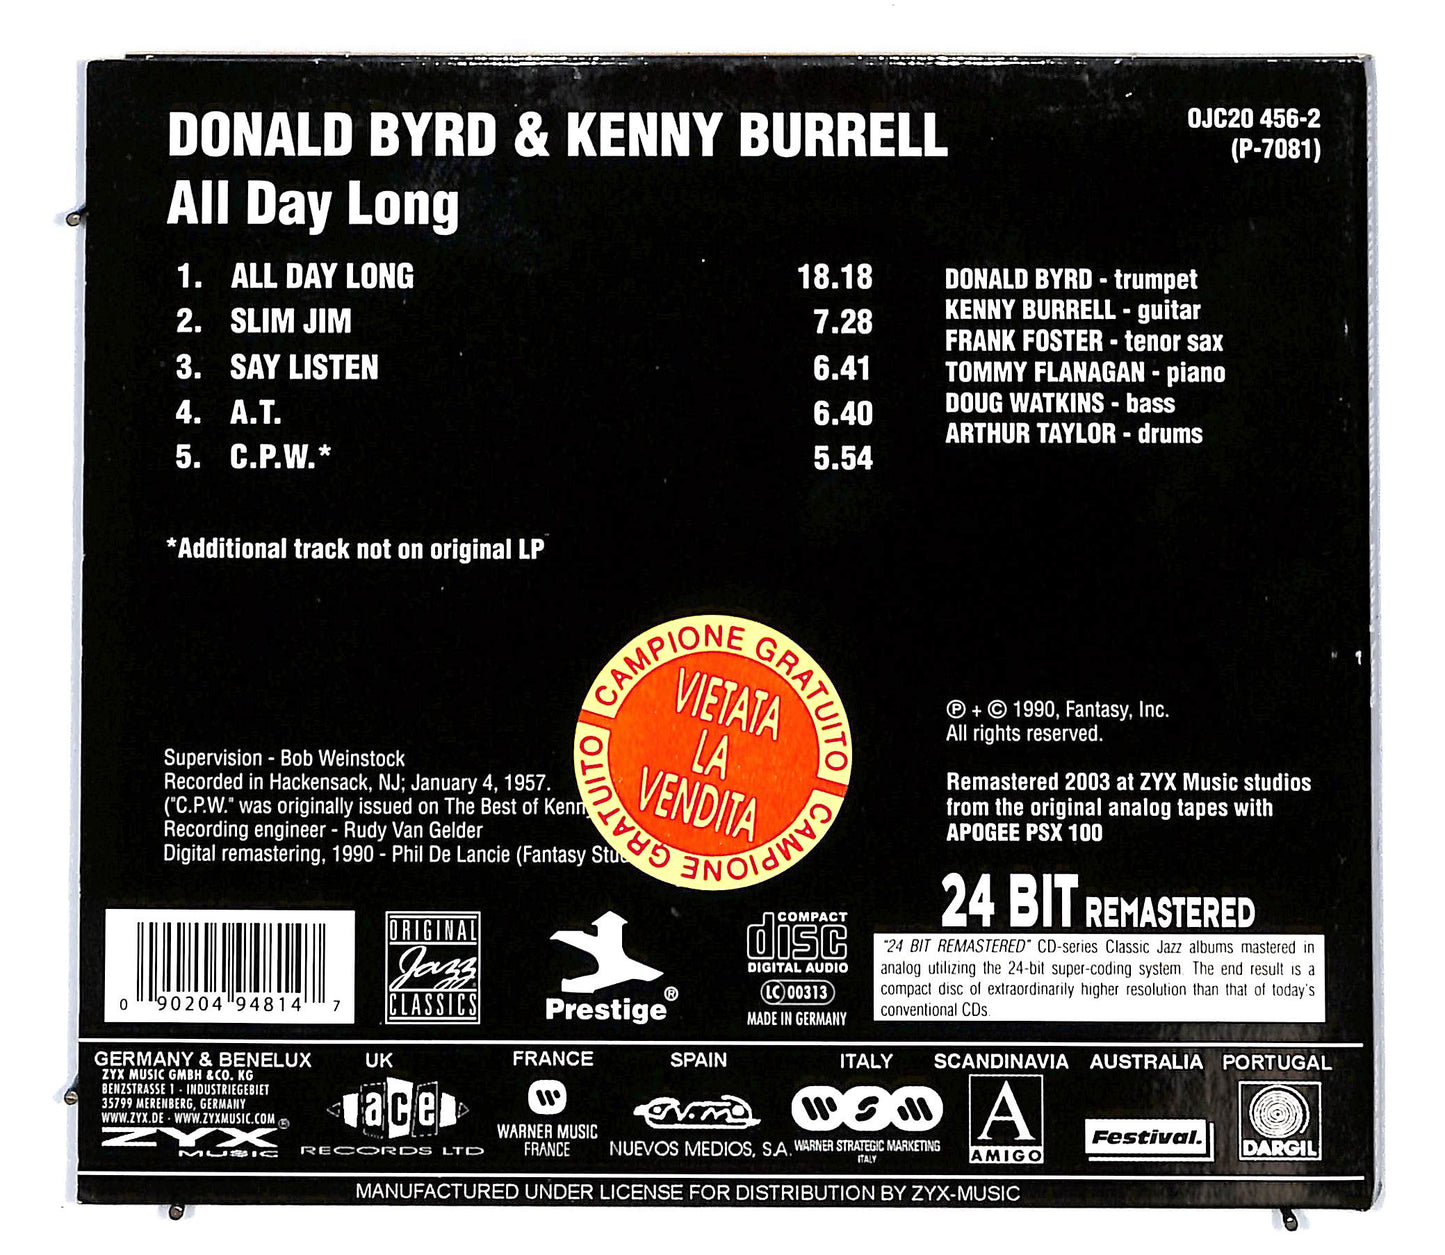 DONALD BYRD & KENNY BURRELL
All Day Long
OJC20 456-2
(P-7081)
1. ALL DAY LONG 18.18
2. SLIM JIM 7.28
3. SAY LISTEN 6.41
4. A.T. 6.40
5. C.P.W.* 5.54
DONALD BYRD - trumpet
KENNY BURRELL - guitar
FRANK FOSTER - tenor sax
TOMMY FLANAGAN - piano
DOUG WATKINS - bass
ARTHUR TAYLOR - drums
*Additional track not on original LP
CAMPIONE GRATUITO
CAMPIONE GRATUITO
VIETATA
LA
VENDITA
Supervision - Bob Weinstock
Recorded in Hackensack, NJ; January 4, 1957.
("C.P.W." was originally issued on The Best of Kenn
Recording engineer - Rudy Van Gelder
Digital remastering, 1990 - Phil De Lancie (Fantasy Stu
℗ + © 1990, Fantasy, Inc.
All rights reserved.
Remastered 2003 at ZYX Music studios
from the original analog tapes with
APOGEE PSX 100
24 BIT REMASTERED
"24 BIT REMASTERED" CD-series Classic Jazz albums mastered in
analog utilizing the 24-bit super-coding system. The end result is a
compact disc of extraordinarily higher resolution than that of today's
conventional CDs.
0 90204 94814 7
ORIGINAL
Jazz
CLASSICS
Prestige®
COMPACT
disc
DIGITAL AUDIO
LC 00313
MADE IN GERMANY
GERMANY & BENELUX
ZYX MUSIC GMBH & CO. KG
BENZSTRASSE 1 · INDUSTRIEGEBIET
35799 MERENBERG, GERMANY
WWW.ZYX.DE · WWW.ZYXMUSIC.COM
ZYX®
MUSIC
UK
ace
RECORDS LTD
FRANCE
WARNER MUSIC
FRANCE
SPAIN
NUEVOS MEDIOS, S.A.
ITALY
WSM
WARNER STRATEGIC MARKETING
ITALY
SCANDINAVIA
A
AMIGO
AUSTRALIA
Festival.
PORTUGAL
DARGIL
MANUFACTURED UNDER LICENSE FOR DISTRIBUTION BY ZYX-MUSIC